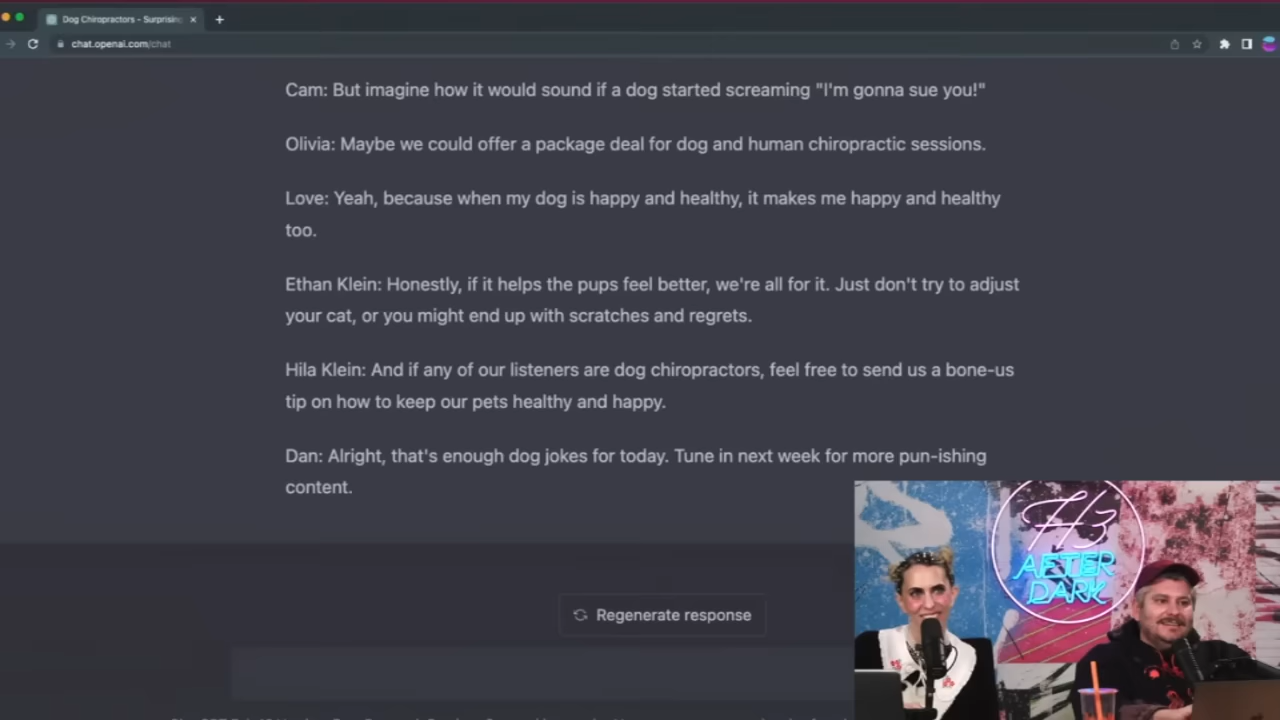 Dog Chiropractors - Surprising
chat.openai.com/chat
Cam: But imagine how it would sound if a dog started screaming "I'm gonna sue you!"
Olivia: Maybe we could offer a package deal for dog and human chiropractic sessions.
Love: Yeah, because when my dog is happy and healthy, it makes me happy and healthy
too.
Ethan Klein: Honestly, if it helps the pups feel better, we're all for it. Just don't try to adjust
your cat, or you might end up with scratches and regrets.
Hila Klein: And if any of our listeners are dog chiropractors, feel free to send us a bone-us
tip on how to keep our pets healthy and happy.
Dan: Alright, that's enough dog jokes for today. Tune in next week for more pun-ishing
content.
H3
AFTER
DARK
Regenerate response